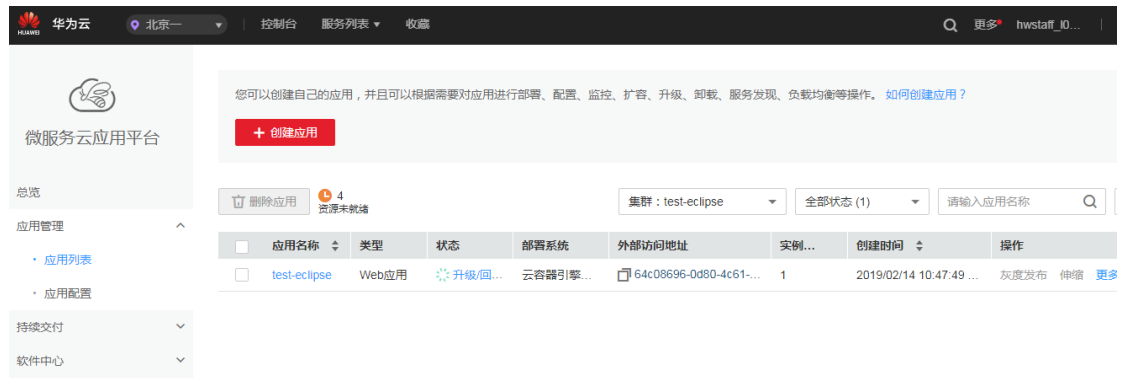 HUAWEI 华为云 北京一 控制台 服务列表 收藏 更多 hwstaff_l0...
微服务云应用平台
总览
应用管理
应用列表
应用配置
持续交付
软件中心
您可以创建自己的应用，并且可以根据需要对应用进行部署、配置、监控、扩容、升级、卸载、服务发现、负载均衡等操作。 如何创建应用？
+ 创建应用
删除应用 4 资源未就绪 集群：test-eclipse 全部状态 (1) 请输入应用名称
应用名称 类型 状态 部署系统 外部访问地址 实例... 创建时间 操作
test-eclipse Web应用 升级/回... 云容器引擎... 64c08696-0d80-4c61-... 1 2019/02/14 10:47:49 ... 灰度发布 伸缩 更多